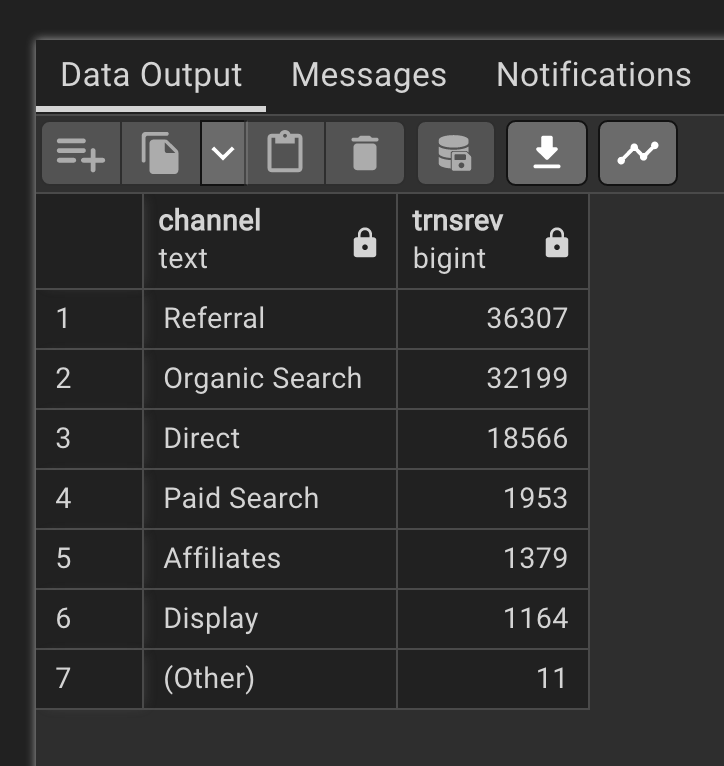 Data Output Messages Notifications
channel trnsrev
text bigint
1 Referral 36307
2 Organic Search 32199
3 Direct 18566
4 Paid Search 1953
5 Affiliates 1379
6 Display 1164
7 (Other) 11